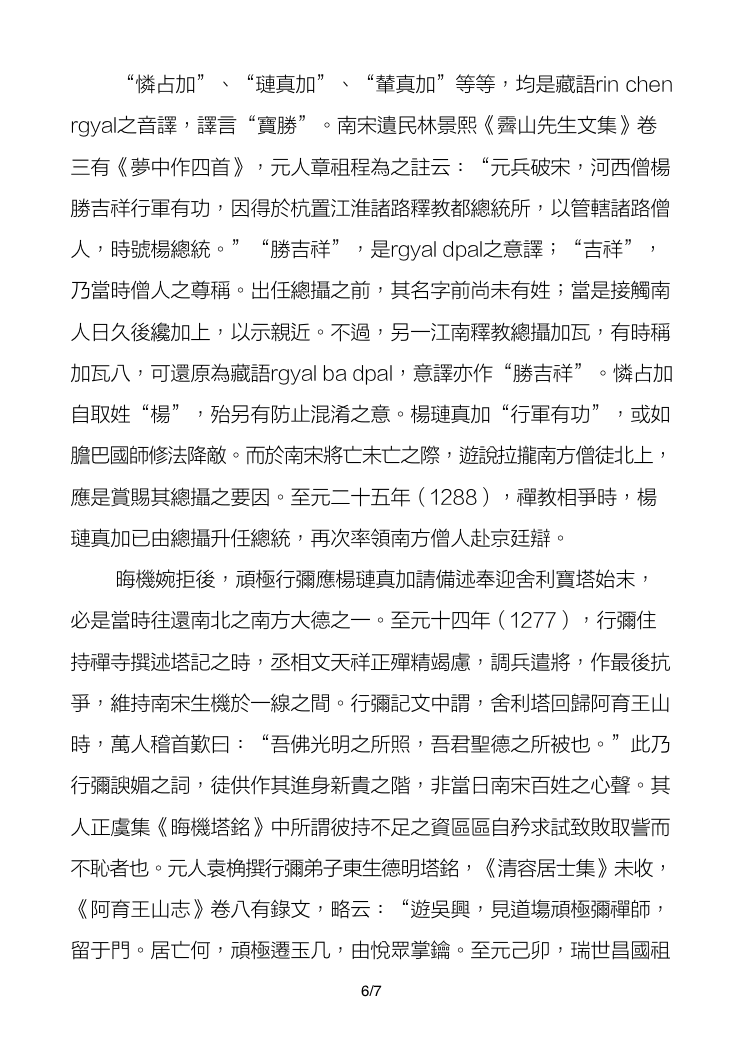 “憐占加”、“璉真加”、“輦真加”等等，均是藏語rin chen
rgyal之音譯，譯言“寶勝”。南宋遺民林景熙《霽山先生文集》卷
三有《夢中作四首》，元人章祖程為之註云：“元兵破宋，河西僧楊
勝吉祥行軍有功，因得於杭置江淮諸路釋教都總統所，以管轄諸路僧
人，時號楊總統。”“勝吉祥”，是rgyal dpal之意譯；“吉祥”，
乃當時僧人之尊稱。出任總攝之前，其名字前尚未有姓；當是接觸南
人日久後纔加上，以示親近。不過，另一江南釋教總攝加瓦，有時稱
加瓦八，可還原為藏語rgyal ba dpal，意譯亦作“勝吉祥”。憐占加
自取姓“楊”，殆另有防止混淆之意。楊璉真加“行軍有功”，或如
膽巴國師修法降敵。而於南宋將亡未亡之際，遊說拉攏南方僧徒北上，
應是賞賜其總攝之要因。至元二十五年（1288），禪教相爭時，楊
璉真加已由總攝升任總統，再次率領南方僧人赴京廷辯。
晦機婉拒後，頑極行彌應楊璉真加請備述奉迎舍利寶塔始末，
必是當時往還南北之南方大德之一。至元十四年（1277），行彌住
持禪寺撰述塔記之時，丞相文天祥正殫精竭慮，調兵遣將，作最後抗
爭，維持南宋生機於一線之間。行彌記文中謂，舍利塔回歸阿育王山
時，萬人稽首歎曰：“吾佛光明之所照，吾君聖德之所被也。”此乃
行彌諛媚之詞，徒供作其進身新貴之階，非當日南宋百姓之心聲。其
人正虞集《晦機塔銘》中所謂彼持不足之資區區自矜求試致敗取訾而
不恥者也。元人袁桷撰行彌弟子東生德明塔銘，《清容居士集》未收，
《阿育王山志》卷八有錄文，略云：“遊吳興，見道場頑極彌禪師，
留于門。居亡何，頑極遷玉几，由悅眾掌鑰。至元己卯，瑞世昌國祖
6/7